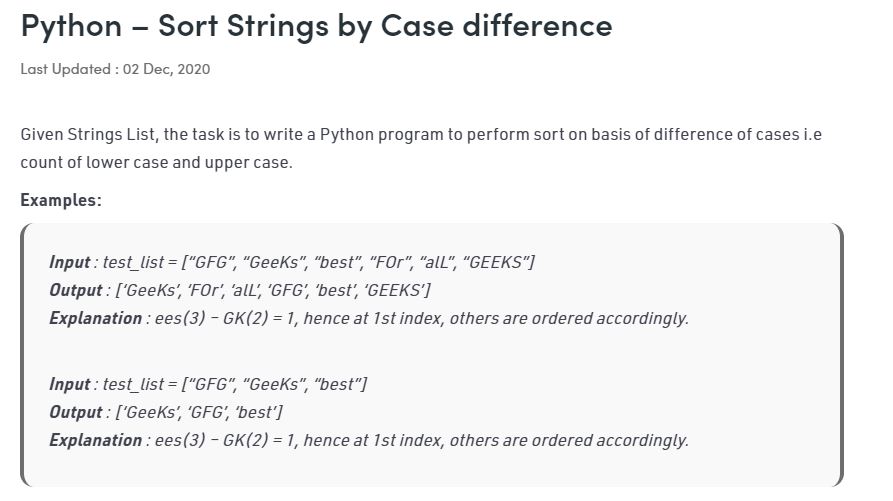 Python – Sort Strings by Case difference
Last Updated : 02 Dec, 2020
Given Strings List, the task is to write a Python program to perform sort on basis of difference of cases i.e
count of lower case and upper case.
Examples:
Input : test_list = [“GFG”, “GeeKs”, “best”, “FOr”, “alL”, “GEEKS”]
Output : [‘GeeKs’, ‘FOr’, ‘alL’, ‘GFG’, ‘best’, ‘GEEKS’]
Explanation : ees(3) – GK(2) = 1, hence at 1st index, others are ordered accordingly.
Input : test_list = [“GFG”, “GeeKs”, “best”]
Output : [‘GeeKs’, ‘GFG’, ‘best’]
Explanation : ees(3) – GK(2) = 1, hence at 1st index, others are ordered accordingly.